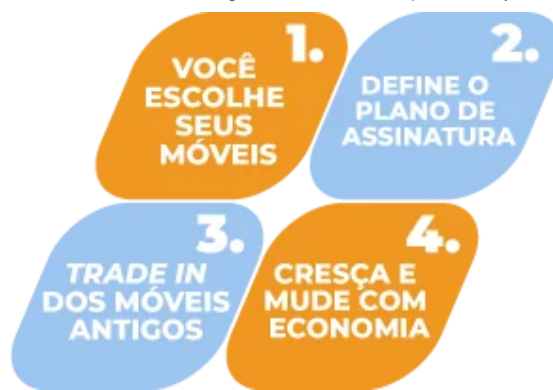 1.
VOCÊ
ESCOLHE
SEUS
MÓVEIS
2.
DEFINE O
PLANO DE
ASSINATURA
3.
TRADE IN
DOS MÓVEIS
ANTIGOS
4.
CRESÇA E
MUDE COM
ECONOMIA